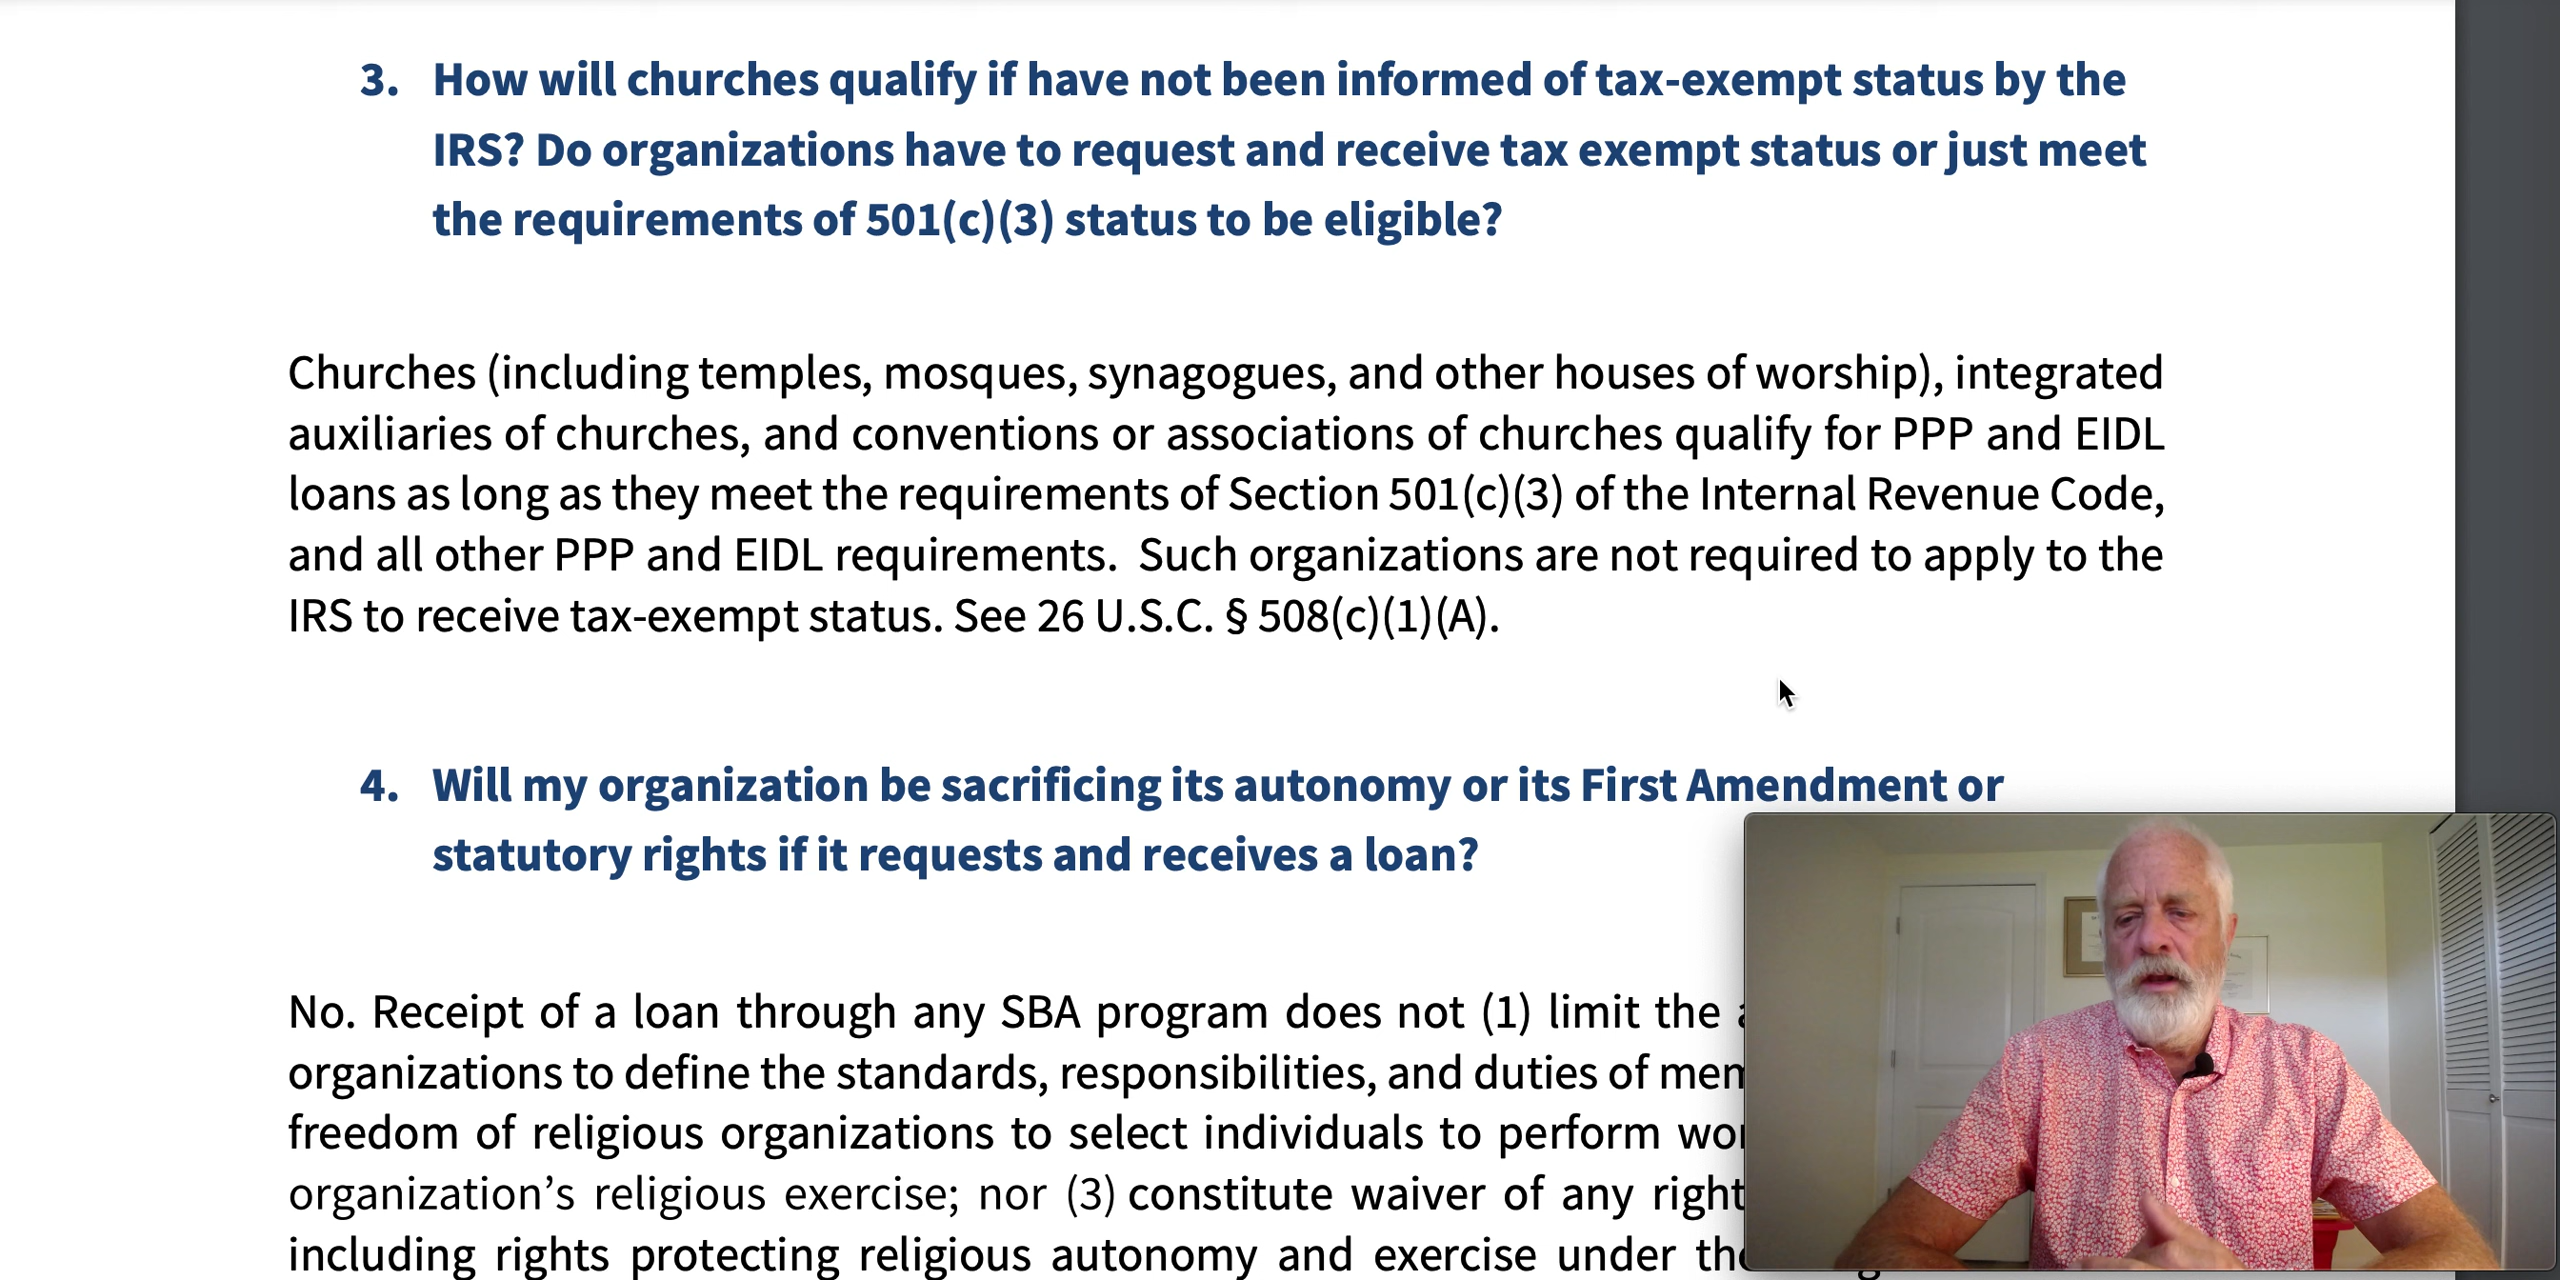 3. How will churches qualify if have not been informed of tax-exempt status by the
IRS? Do organizations have to request and receive tax exempt status or just meet
the requirements of 501(c)(3) status to be eligible?
Churches (including temples, mosques, synagogues, and other houses of worship), integrated
auxiliaries of churches, and conventions or associations of churches qualify for PPP and EIDL
loans as long as they meet the requirements of Section 501(c)(3) of the Internal Revenue Code,
and all other PPP and EIDL requirements. Such organizations are not required to apply to the
IRS to receive tax-exempt status. See 26 U.S.C. § 508(c)(1)(A).
4. Will my organization be sacrificing its autonomy or its First Amendment or
statutory rights if it requests and receives a loan?
No. Receipt of a loan through any SBA program does not (1) limit the
organizations to define the standards, responsibilities, and duties of
freedom of religious organizations to select individuals to perform
organization’s religious exercise; nor (3) constitute waiver of any
including rights protecting religious autonomy and exercise under